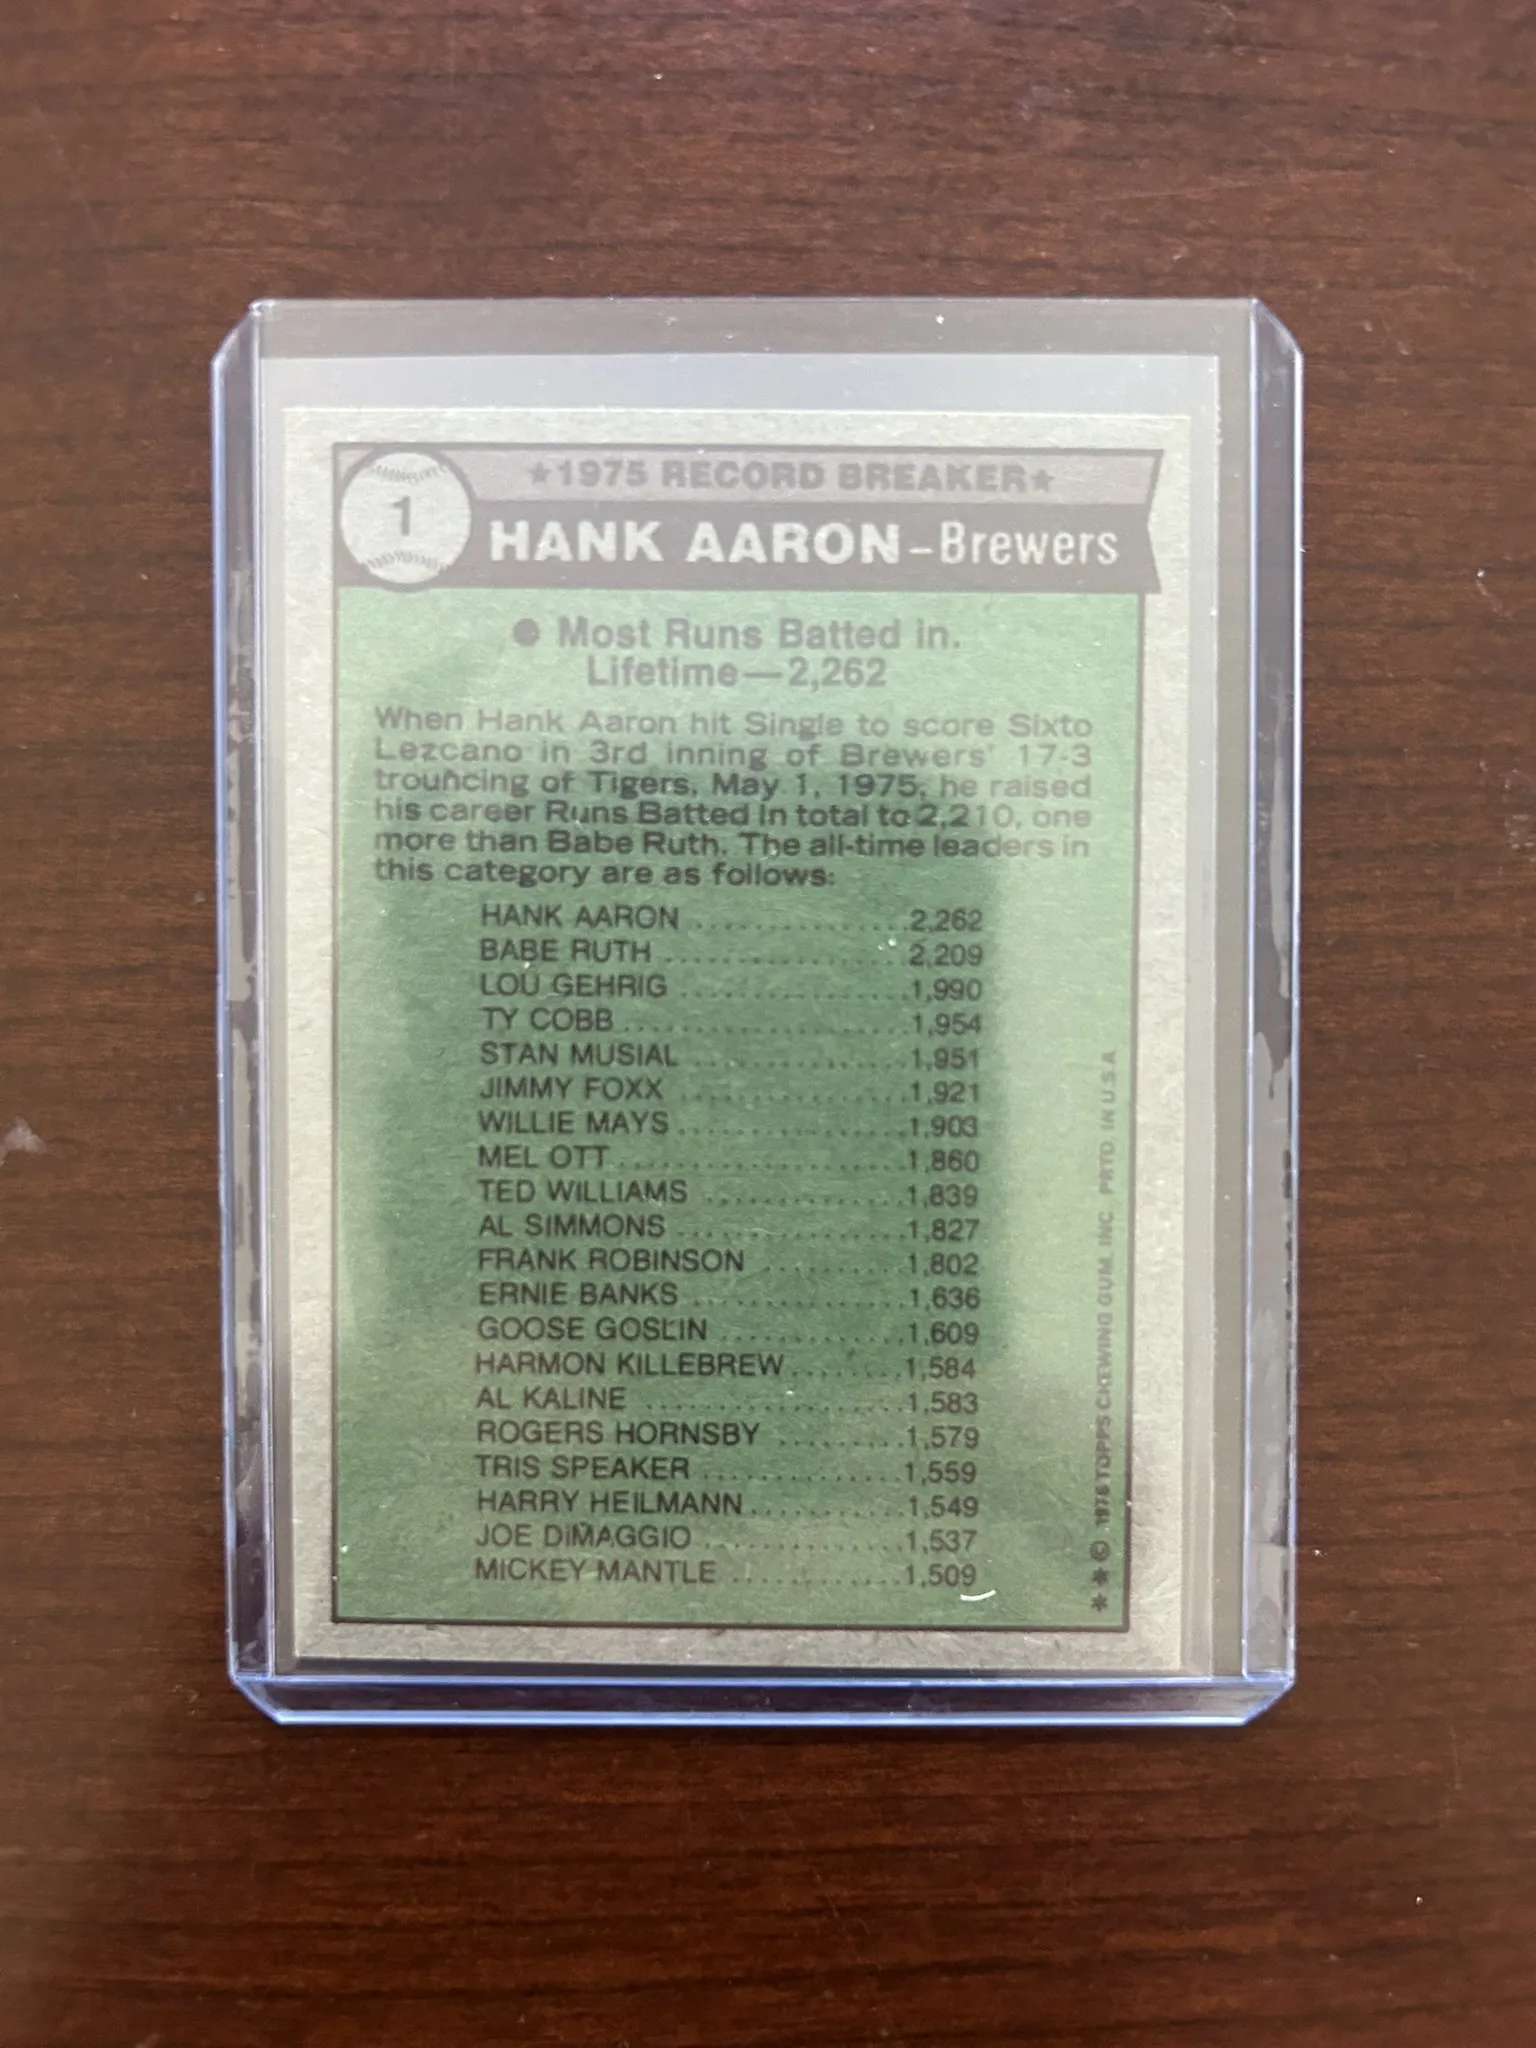 1
★1975 RECORD BREAKER★
HANK AARON–Brewers
● Most Runs Batted in.
Lifetime—2,262
When Hank Aaron hit Single to score Sixto
Lezcano in 3rd inning of Brewers' 17-3
trouncing of Tigers, May 1, 1975, he raised
his career Runs Batted In total to 2,210, one
more than Babe Ruth. The all-time leaders in
this category are as follows:
HANK AARON ..................2,262
BABE RUTH ....................2,209
LOU GEHRIG ...................1,990
TY COBB ........................1,954
STAN MUSIAL ..................1,951
JIMMY FOXX ...................1,921
WILLIE MAYS ...................1,903
MEL OTT ........................1,860
TED WILLIAMS .................1,839
AL SIMMONS ...................1,827
FRANK ROBINSON ............1,802
ERNIE BANKS ..................1,636
GOOSE GOSLIN ................1,609
HARMON KILLEBREW ........1,584
AL KALINE ......................1,583
ROGERS HORNSBY ...........1,579
TRIS SPEAKER .................1,559
HARRY HEILMANN ............1,549
JOE DiMAGGIO ................1,537
MICKEY MANTLE ..............1,509
✱✱© 1976 TOPPS CHEWING GUM, INC. PRTD. IN U.S.A.